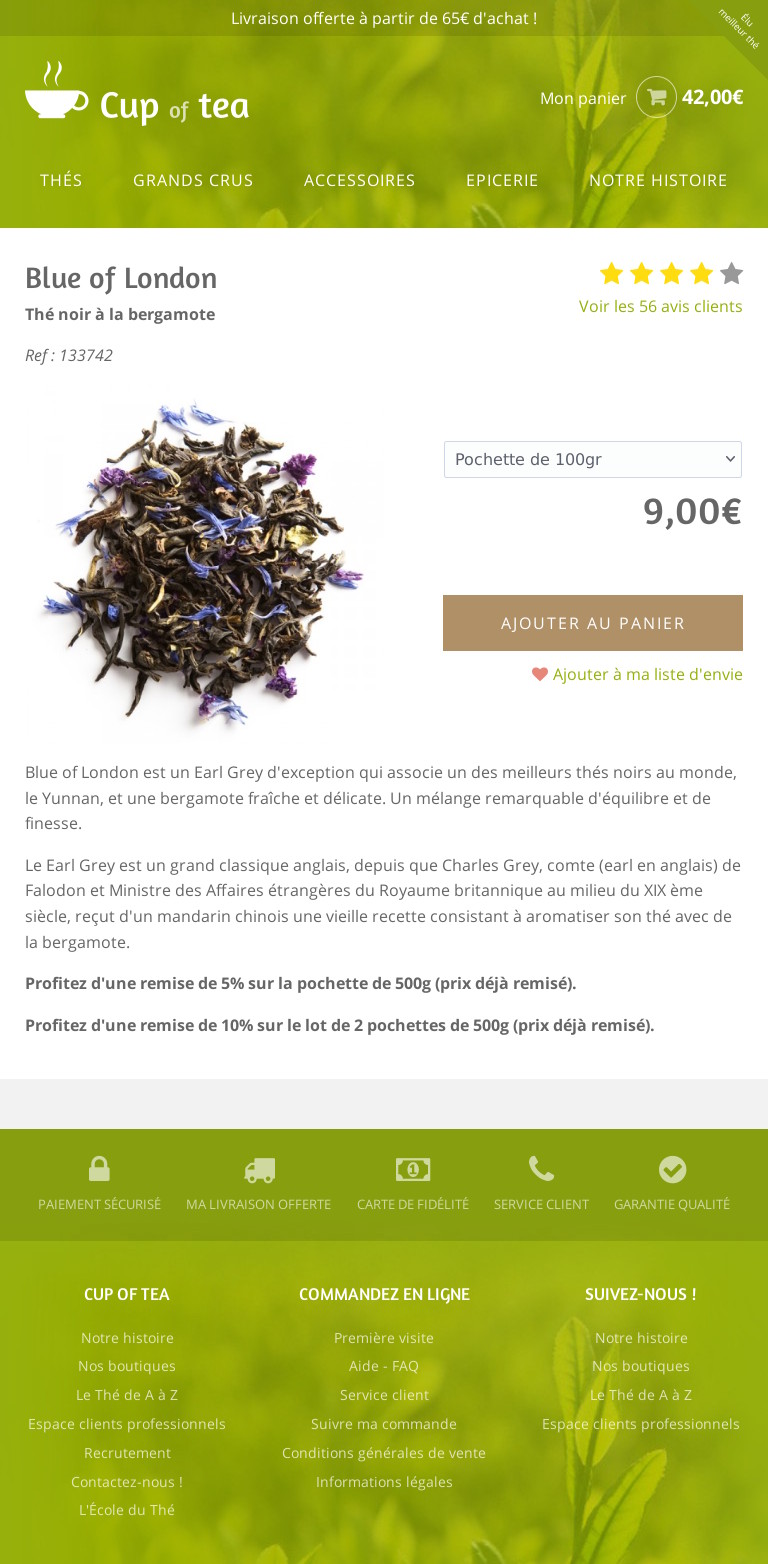 Livraison offerte à partir de 65€ d'achat !
Élu
meilleur thé
Cup of tea
Mon panier 42,00€
THÉS GRANDS CRUS ACCESSOIRES EPICERIE NOTRE HISTOIRE
Blue of London
Voir les 56 avis clients
Thé noir à la bergamote
Ref : 133742
Pochette de 100gr
9,00€
AJOUTER AU PANIER
Ajouter à ma liste d'envie
Blue of London est un Earl Grey d'exception qui associe un des meilleurs thés noirs au monde,
le Yunnan, et une bergamote fraîche et délicate. Un mélange remarquable d'équilibre et de
finesse.
Le Earl Grey est un grand classique anglais, depuis que Charles Grey, comte (earl en anglais) de
Falodon et Ministre des Affaires étrangères du Royaume britannique au milieu du XIX ème
siècle, reçut d'un mandarin chinois une vieille recette consistant à aromatiser son thé avec de
la bergamote.
Profitez d'une remise de 5% sur la pochette de 500g (prix déjà remisé).
Profitez d'une remise de 10% sur le lot de 2 pochettes de 500g (prix déjà remisé).
PAIEMENT SÉCURISÉ MA LIVRAISON OFFERTE CARTE DE FIDÉLITÉ SERVICE CLIENT GARANTIE QUALITÉ
CUP OF TEA
Notre histoire
Nos boutiques
Le Thé de A à Z
Espace clients professionnels
Recrutement
Contactez-nous !
L'École du Thé
COMMANDEZ EN LIGNE
Première visite
Aide - FAQ
Service client
Suivre ma commande
Conditions générales de vente
Informations légales
SUIVEZ-NOUS !
Notre histoire
Nos boutiques
Le Thé de A à Z
Espace clients professionnels